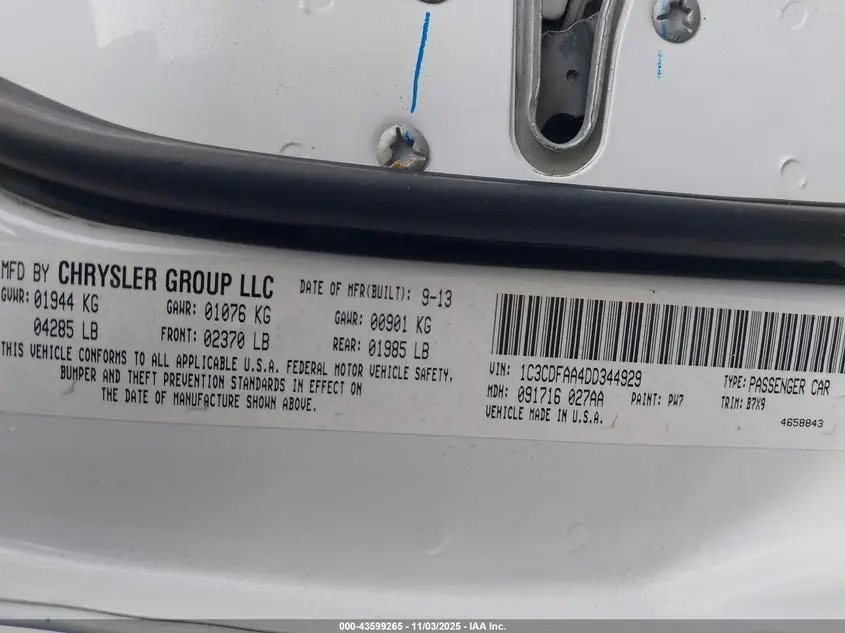 MFD BY CHRYSLER GROUP LLC
DATE OF MFR(BUILT): 9-13
GVWR: 01944 KG
04285 LB
GAWR: 01076 KG
FRONT: 02370 LB
GAWR: 00901 KG
REAR: 01985 LB
THIS VEHICLE CONFORMS TO ALL APPLICABLE U.S.A. FEDERAL MOTOR VEHICLE SAFETY,
BUMPER AND THEFT PREVENTION STANDARDS IN EFFECT ON
THE DATE OF MANUFACTURE SHOWN ABOVE.
VIN: 1C3CDFAA4DD344929
TYPE: PASSENGER CAR
MDH: 091716 027AA
PAINT: PW7
TRIM: B7X9
VEHICLE MADE IN U.S.A.
4658843
000-43599265 - 11/03/2025 - IAA Inc.